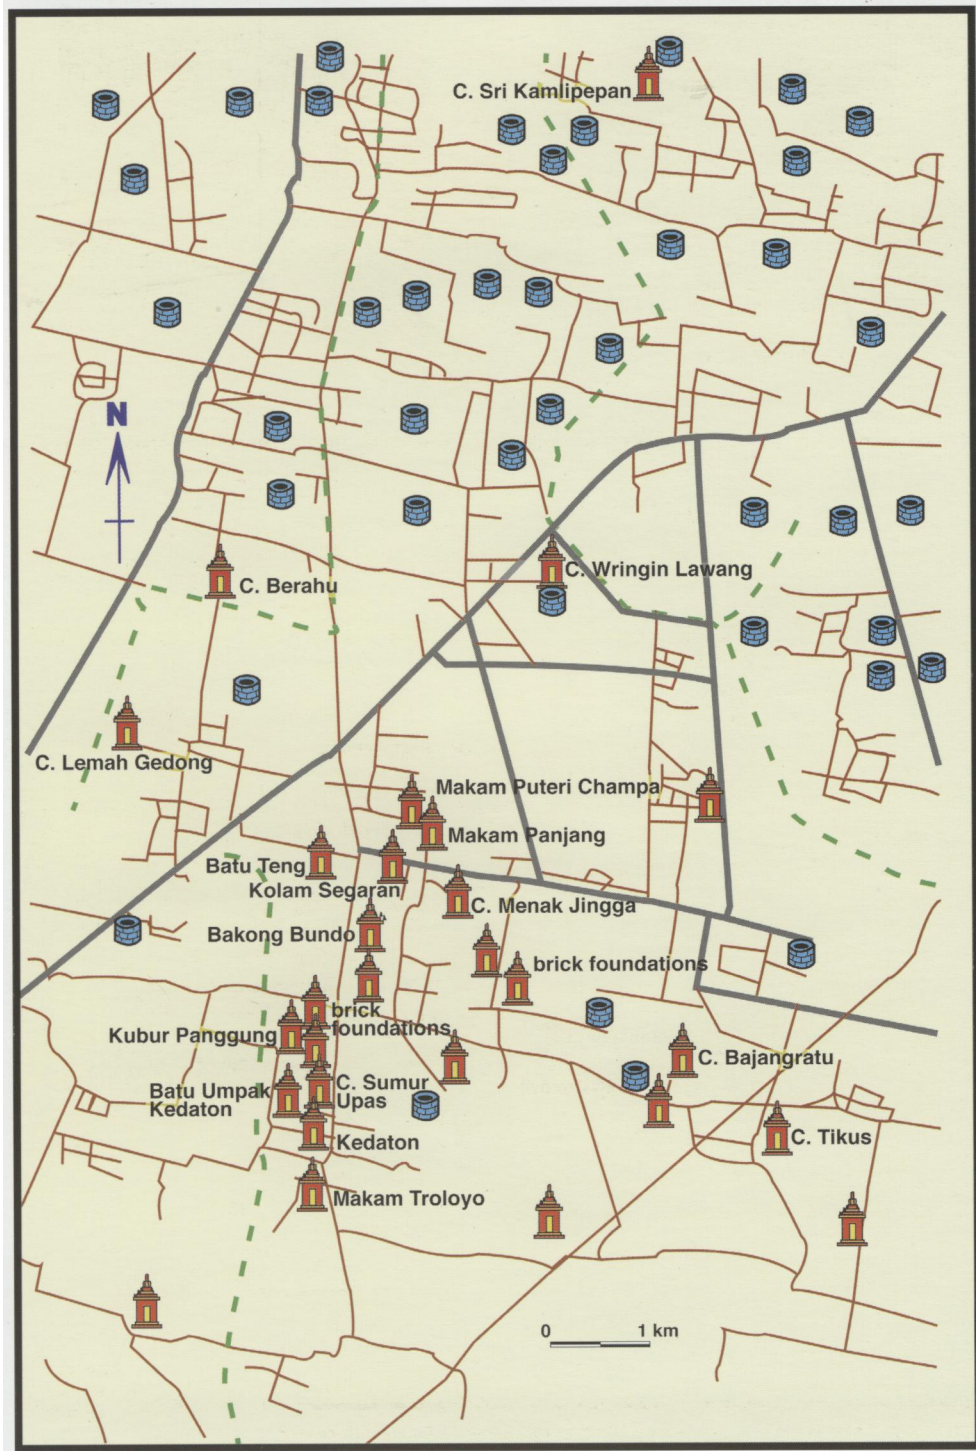 C. Sri Kamlipepan
N
C. Wringin Lawang
C. Berahu
C. Lemah Gedong
Makam Puteri Champa
Makam Panjang
Batu Teng
Kolam Segaran
C. Menak Jingga
Bakong Bundo
brick foundations
brick
foundations
Kubur Panggung
C. Bajangratu
C. Sumur
Upas
Batu Umpak
Kedaton
C. Tikus
Kedaton
Makam Troloyo
0 1 km